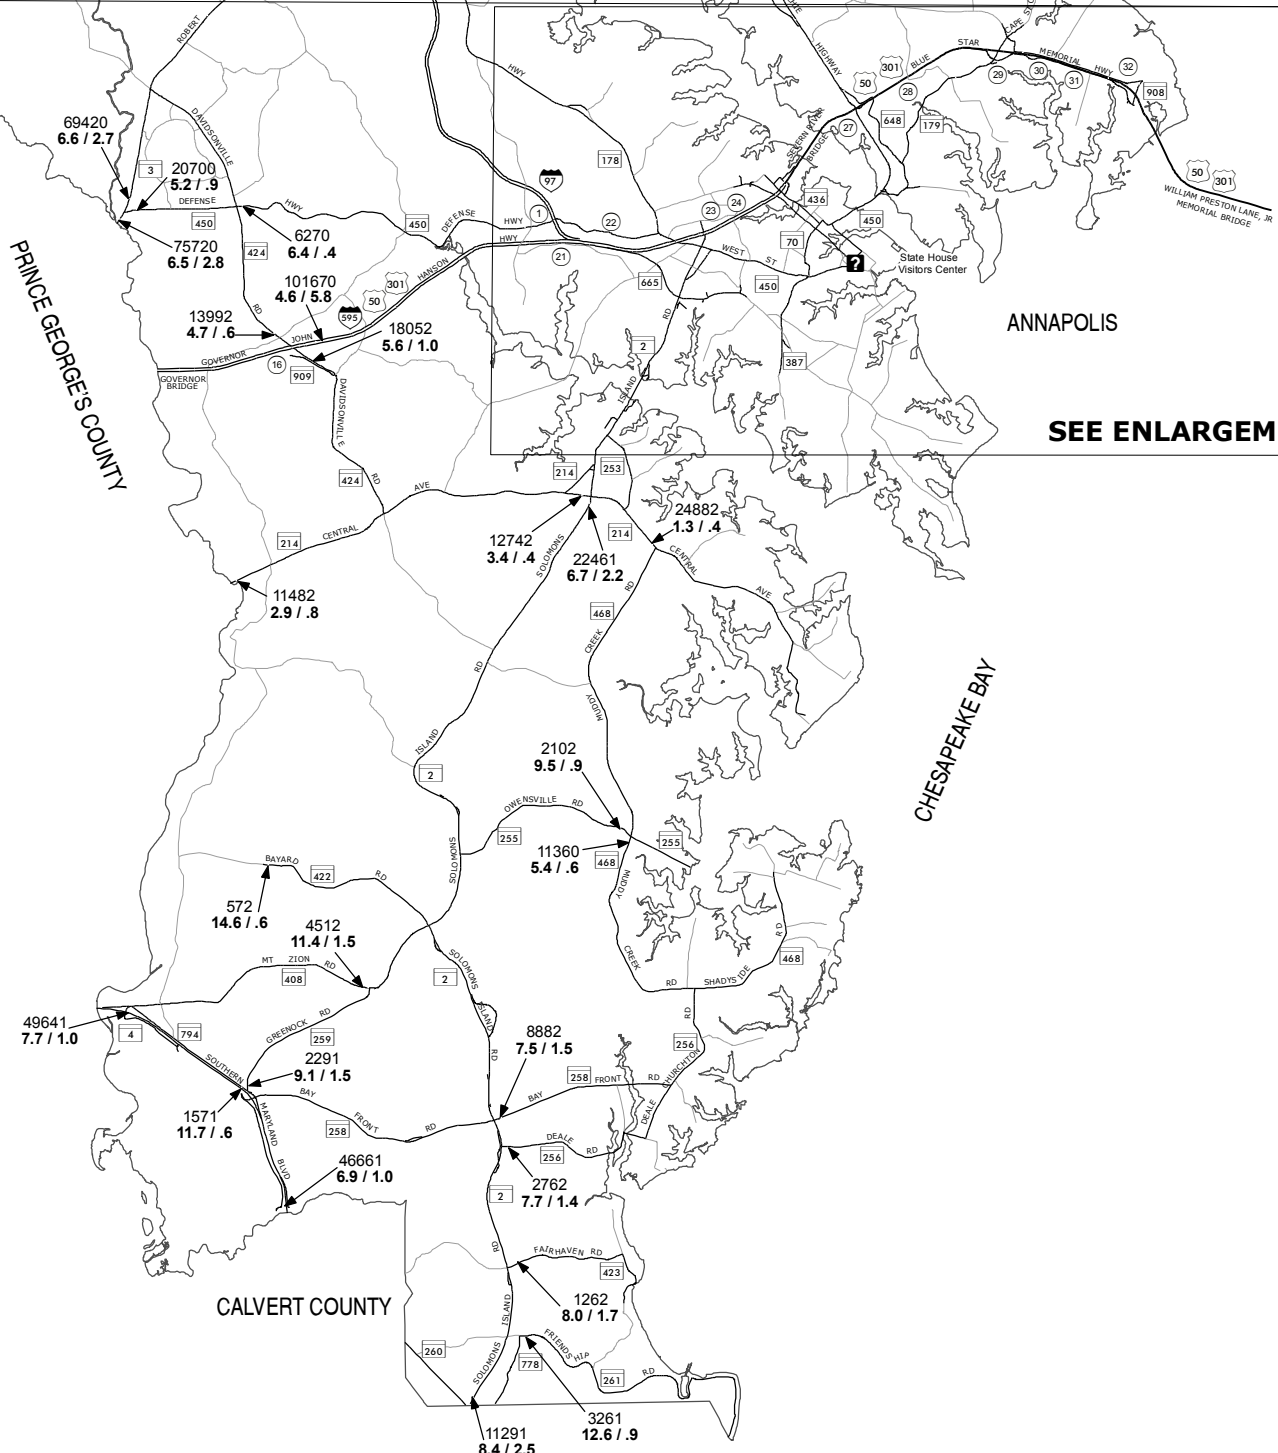 ROBERT
HWY
HIGHWAY
BLUE
STAR
MEMORIAL
HWY
301
50
28
29
30
31
32
908
27
648
179
SEVERN RIVER
BRIDGE
50
301
WILLIAM PRESTON LANE, JR
MEMORIAL BRIDGE
DAVIDSONVILLE
RD
69420
6.6 / 2.7
3
20700
5.2 / .9
DEFENSE
HWY
450
75720
6.5 / 2.8
424
6270
6.4 / .4
450
DEFENSE
HWY
97
1
22
178
23
24
436
450
70
WEST ST
450
?
State House
Visitors Center
HWY
21
665
HANSON
301
50
595
101670
4.6 / 5.8
13992
4.7 / .6
JOHN
18052
5.6 / 1.0
GOVERNOR
GOVERNOR
BRIDGE
16
909
RD
2
ISLAND
387
ANNAPOLIS
SEE ENLARGEM
PRINCE GEORGE'S COUNTY
DAVIDSONVILLE
RD
424
214
253
AVE
CENTRAL
214
12742
3.4 / .4
SOLOMONS
22461
6.7 / 2.2
24882
1.3 / .4
214
CENTRAL
AVE
11482
2.9 / .8
RD
468
CREEK
MUDDY
RD
ISLAND
2
CHESAPEAKE BAY
2102
9.5 / .9
OWENSVILLE RD
255
255
11360
5.4 / .6
468
MUDDY
SOLOMONS
BAYARD
RD
422
572
14.6 / .6
4512
11.4 / 1.5
MT ZION RD
408
SOLOMONS
ISLAND
RD
2
CREEK
RD
SHADYSIDE
RD
468
49641
7.7 / 1.0
4
794
SOUTHERN
GREENOCK RD
259
2291
9.1 / 1.5
8882
7.5 / 1.5
RD
256
CHURCHTON
DEALE
258
BAY FRONT RD
1571
11.7 / .6
MARYLAND
BLVD
BAY FRONT RD
258
DEALE RD
256
46661
6.9 / 1.0
2762
7.7 / 1.4
2
RD
FAIRHAVEN RD
423
1262
8.0 / 1.7
CALVERT COUNTY
ISLAND
SOLOMONS
260
FRIENDSHIP
RD
778
261
3261
12.6 / .9
11291
8.4 / 2.5